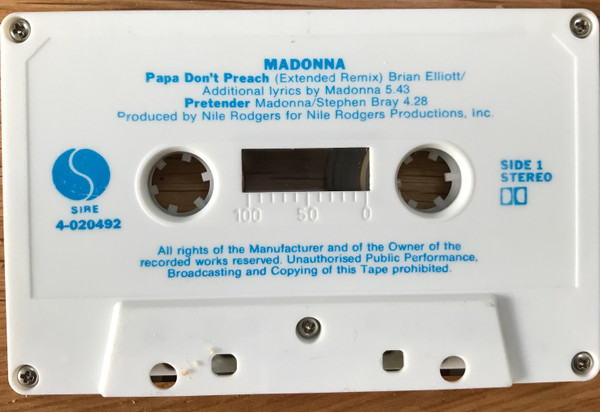 MADONNA
Papa Don't Preach (Extended Remix) Brian Elliott/
Additional lyrics by Madonna 5.43
Pretender Madonna/Stephen Bray 4.28
Produced by Nile Rodgers for Nile Rodgers Productions, Inc.
S
SIRE
4-020492
SIDE 1
STEREO
100 50 0
All rights of the Manufacturer and of the Owner of the
recorded works reserved. Unauthorised Public Performance,
Broadcasting and Copying of this Tape prohibited.